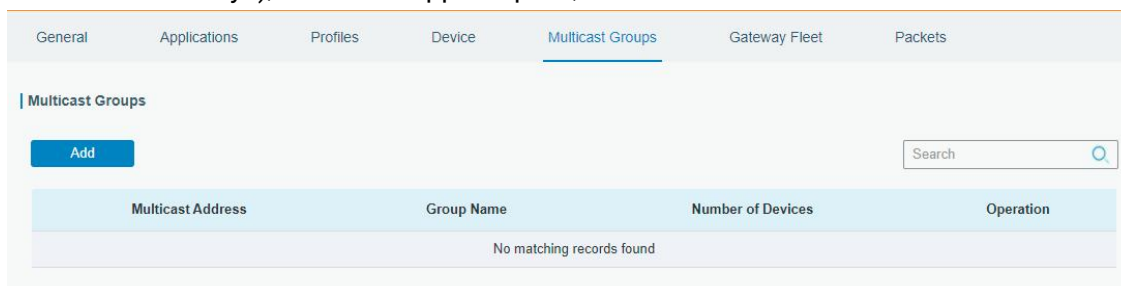 General Applications Profiles Device Multicast Groups Gateway Fleet Packets
Multicast Groups
Add Search
Multicast Address Group Name Number of Devices Operation
No matching records found